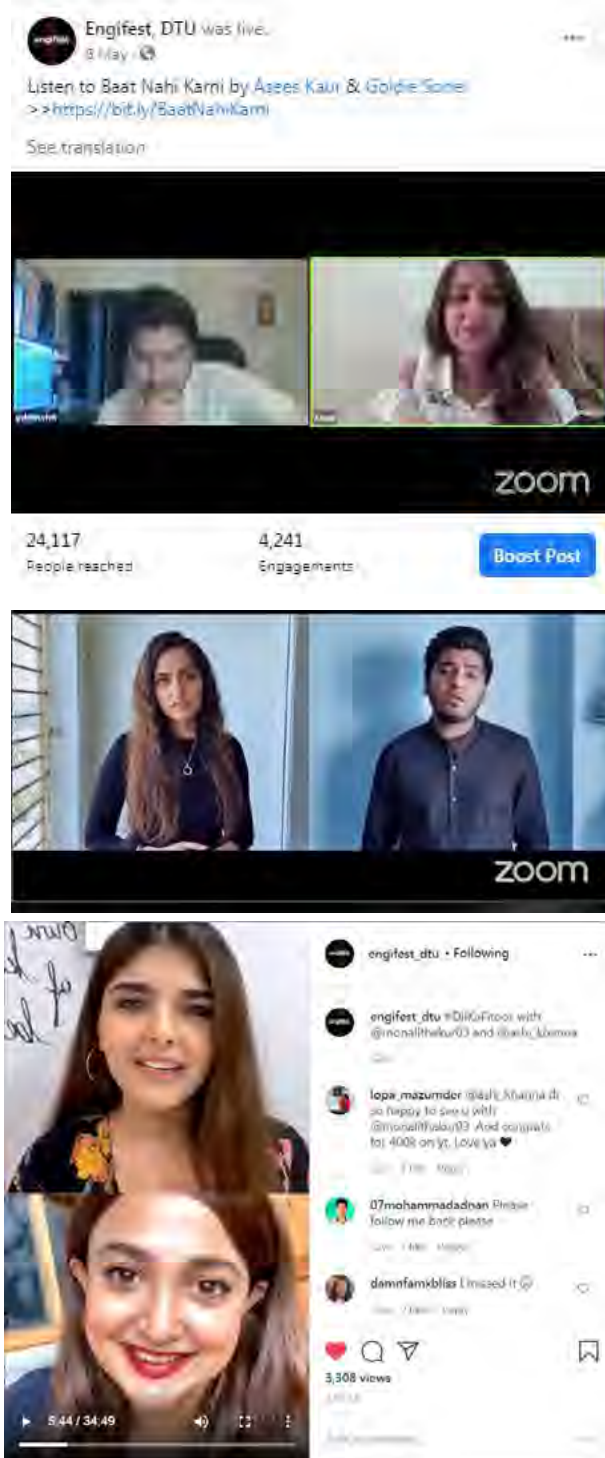 Engifest, DTU was live.
8 May
Listen to Baat Nahi Karni by Asees Kaur & Goldie Sohel
>>https://bit.ly/BaatNahiKarni
See translation
zoom
24,117
People reached
4,241
Engagements
Boost Post
zoom
own
of
engifest_dtu • Following
engifest_dtu #DilKaFitoor with
@monalithakur03 and @ashi_khanna
lopa_mazumder @ashi_khanna di
so happy to see u with
@monalithakur03 And congrats
for 400k on yt. Love ya 🖤
07mohammadadnan Please
follow me back please
damnfamxbliss I missed it
3,308 views
5:44 / 34:49